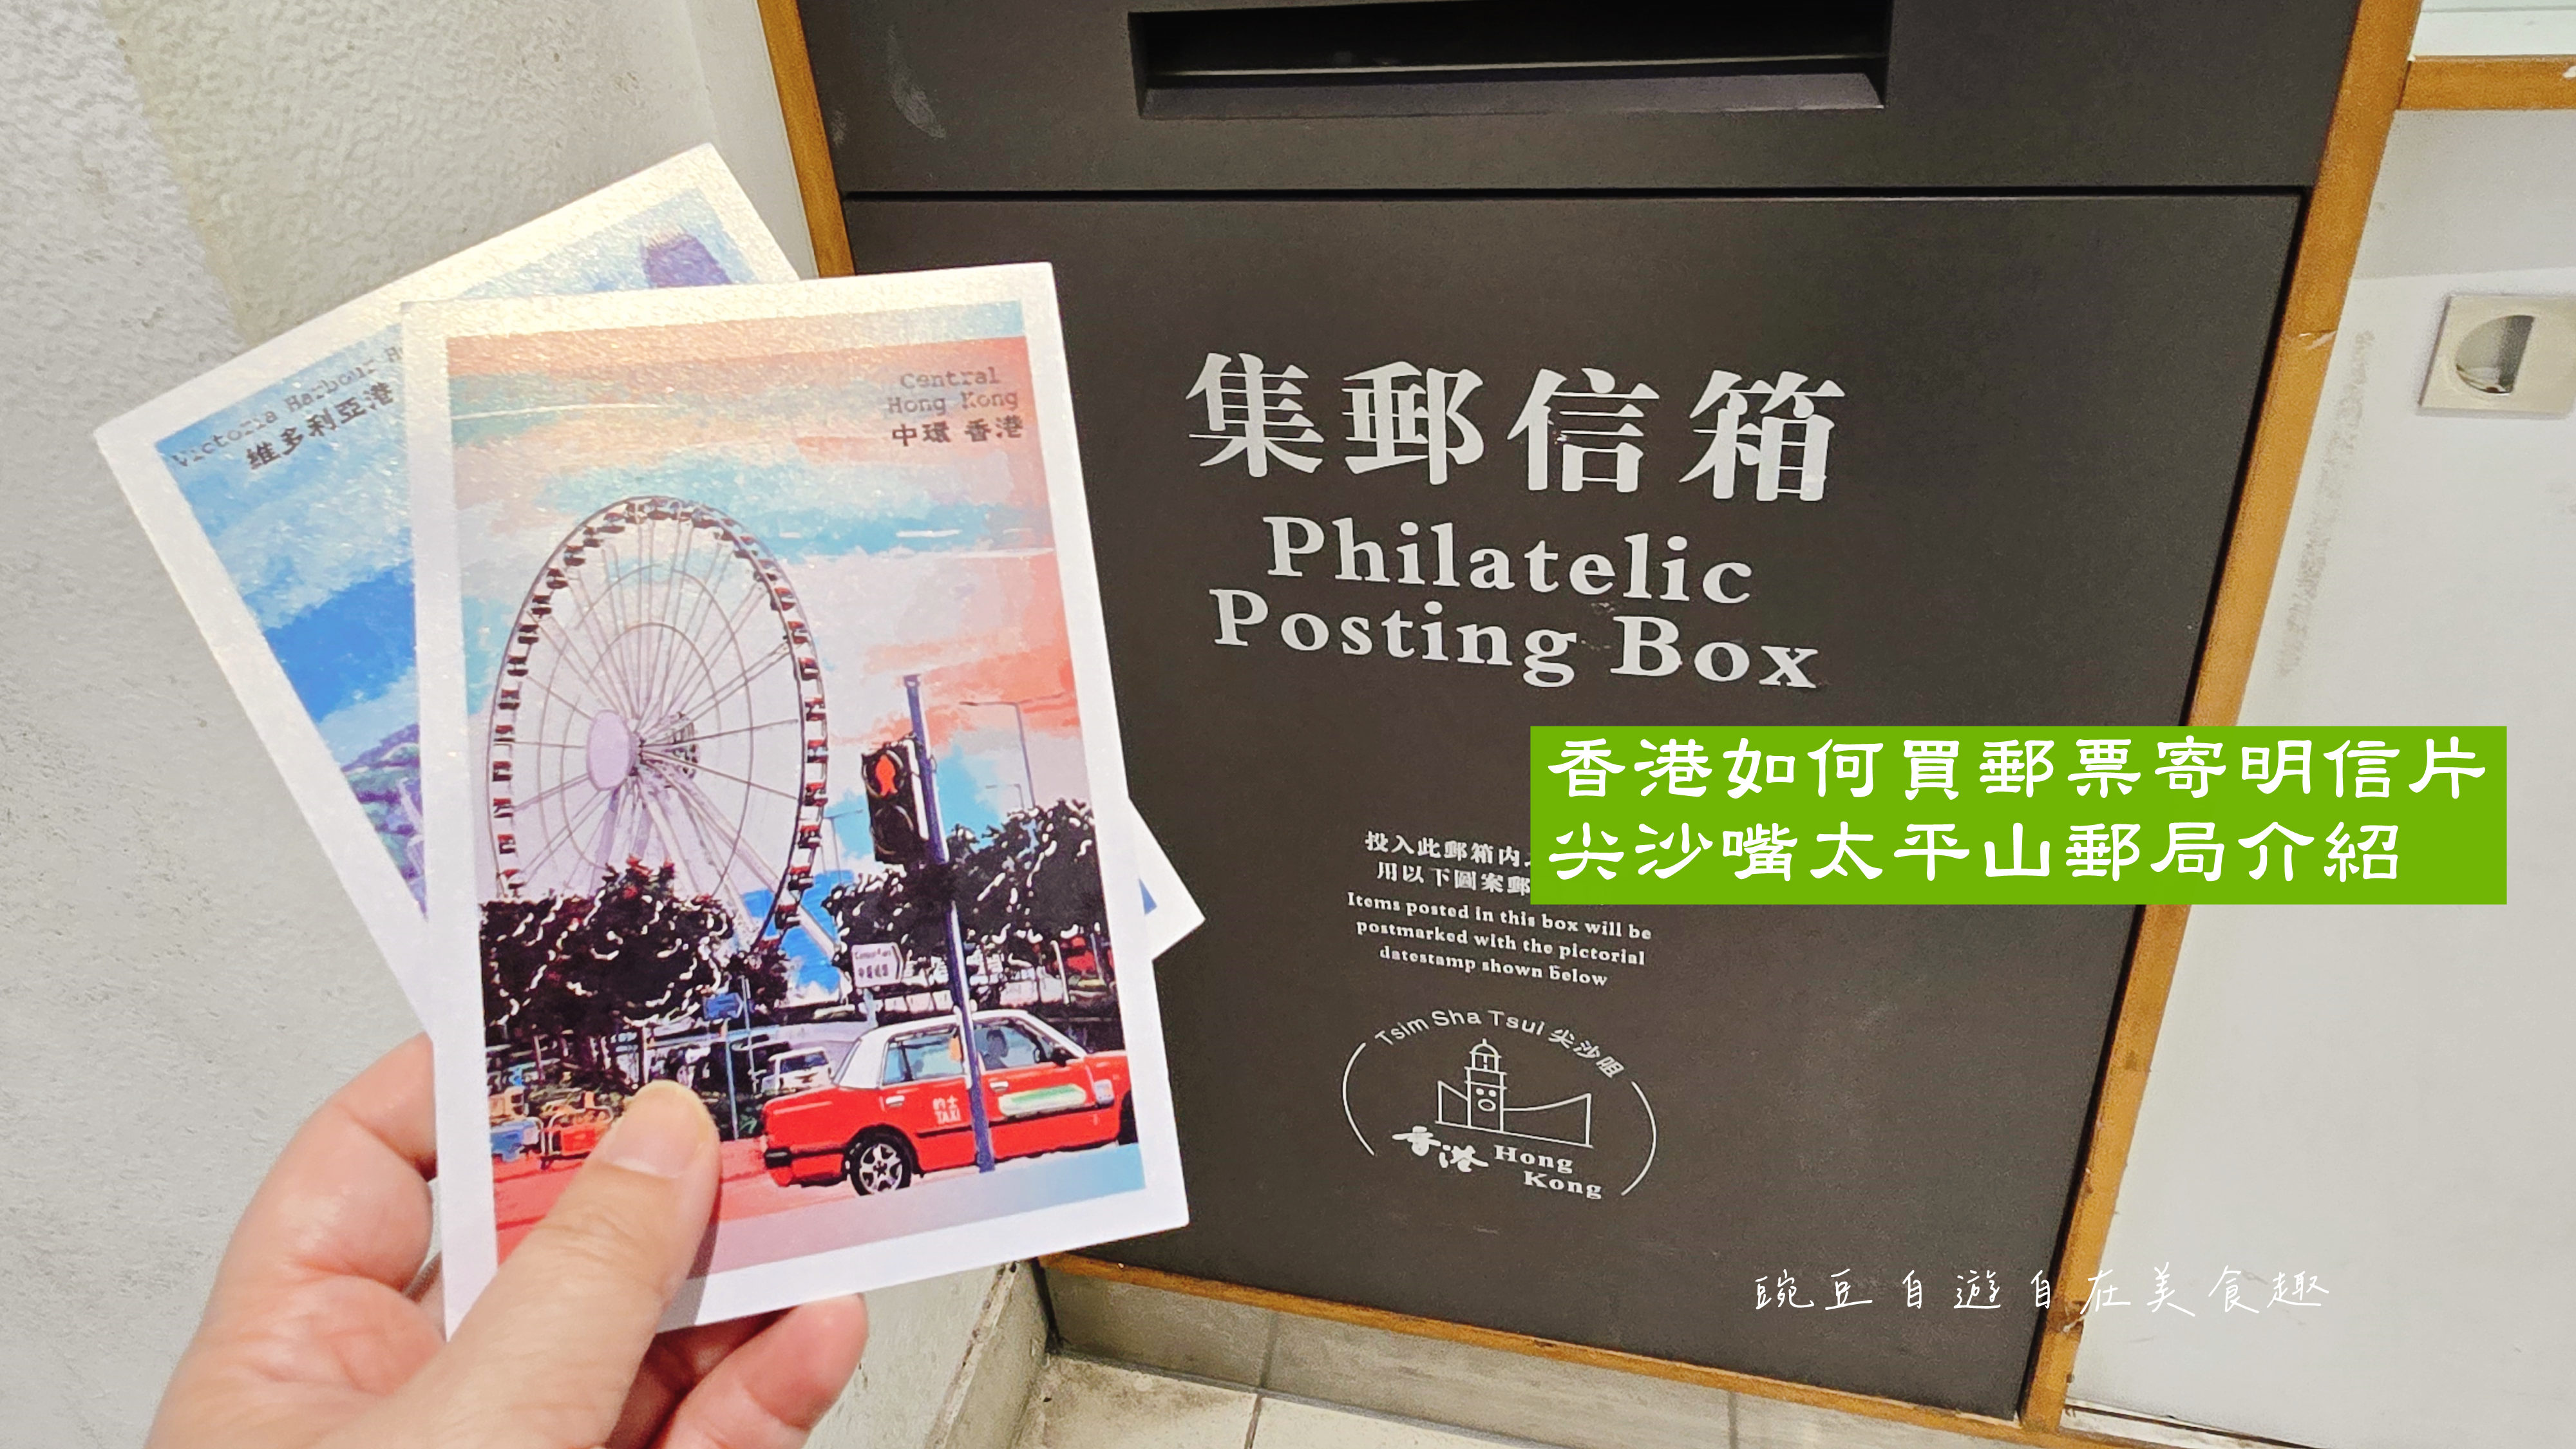 Victoria Harbour
維多利亞港
Central
Hong Kong
中環 香港
的士
TAXI
集郵信箱
Philatelic
Posting Box
香港如何買郵票寄明信片
尖沙嘴太平山郵局介紹
投入此郵箱内
用以下圖案郵
Items posted in this box will be
postmarked with the pictorial
datestamp shown below
Tsim Sha Tsui 尖沙咀
香港 Hong
Kong
豌豆自遊自在美食趣